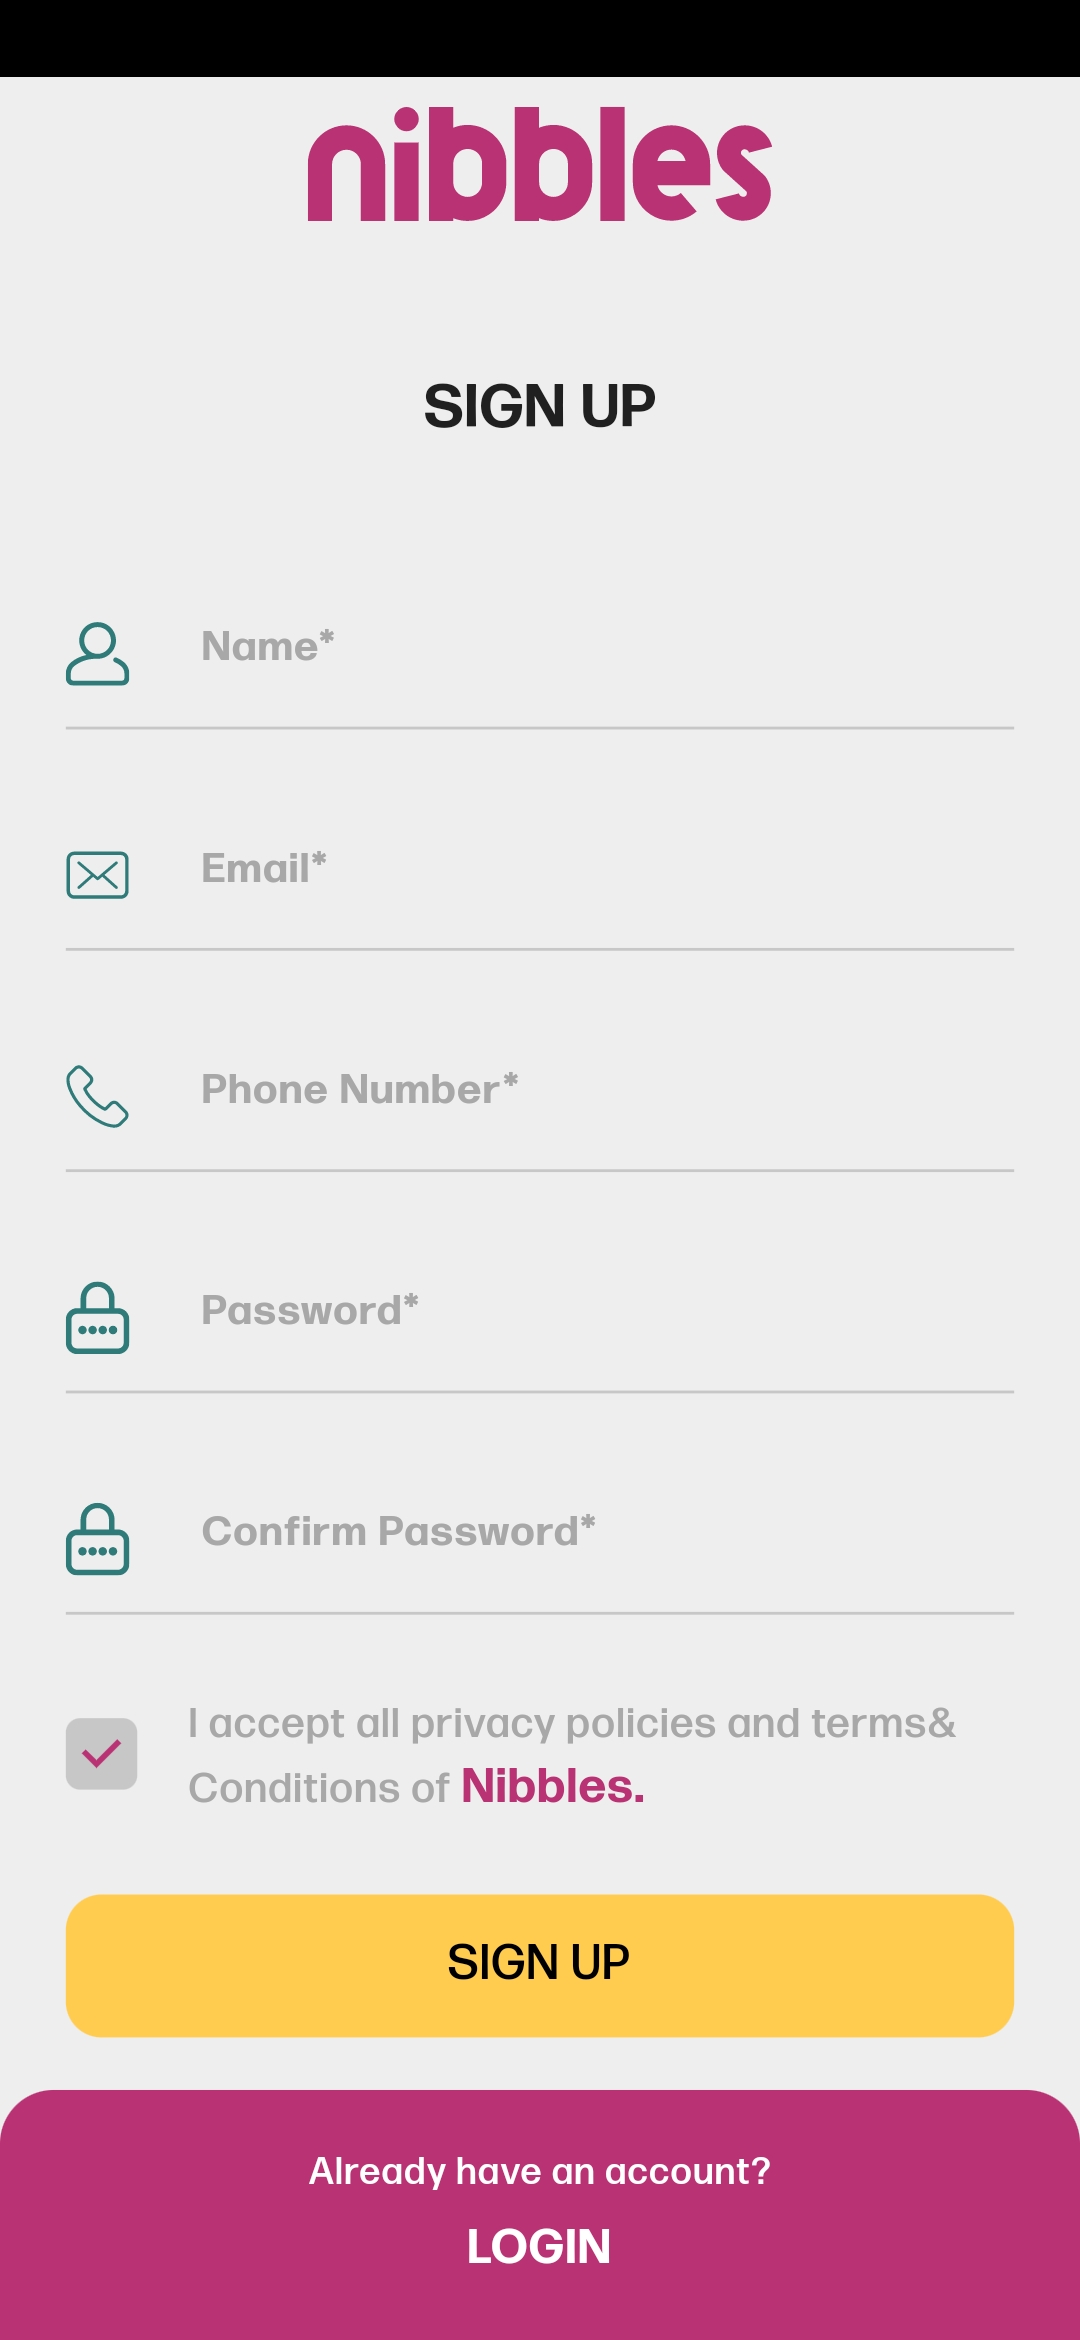 nibbles
SIGN UP
Name*
Email*
Phone Number*
Password*
Confirm Password*
I accept all privacy policies and terms&
Conditions of Nibbles.
SIGN UP
Already have an account?
LOGIN